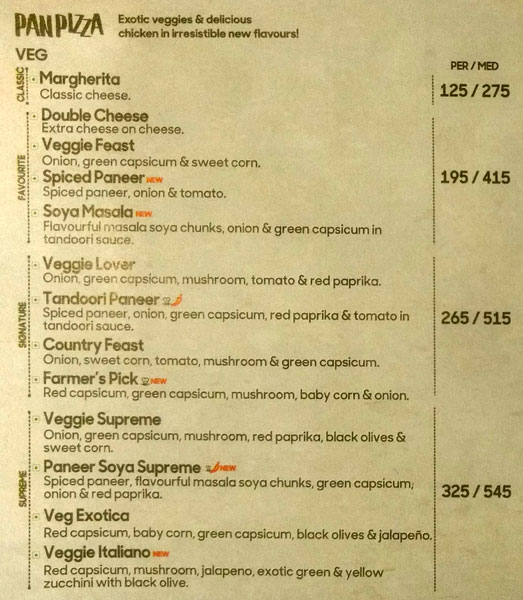 PAN PIZZA
Exotic veggies & delicious
chicken in irresistible new flavours!
VEG
PER / MED
CLASSIC
Margherita
Classic cheese.
125 / 275
FAVOURITE
Double Cheese
Extra cheese on cheese.
Veggie Feast
Onion, green capsicum & sweet corn.
Spiced Paneer NEW
Spiced paneer, onion & tomato.
195 / 415
Soya Masala NEW
Flavourful masala soya chunks, onion & green capsicum in
tandoori sauce.
SIGNATURE
Veggie Lover
Onion, green capsicum, mushroom, tomato & red paprika.
Tandoori Paneer
Spiced paneer, onion, green capsicum, red paprika & tomato in
tandoori sauce.
265 / 515
Country Feast
Onion, sweet corn, tomato, mushroom & green capsicum.
Farmer's Pick NEW
Red capsicum, green capsicum, mushroom, baby corn & onion.
SUPREME
Veggie Supreme
Onion, green capsicum, mushroom, red paprika, black olives &
sweet corn.
Paneer Soya Supreme NEW
Spiced paneer, flavourful masala soya chunks, green capsicum,
onion & red paprika.
325 / 545
Veg Exotica
Red capsicum, baby corn, green capsicum, black olives & jalapeño.
Veggie Italiano NEW
Red capsicum, mushroom, jalapeno, exotic green & yellow
zucchini with black olive.